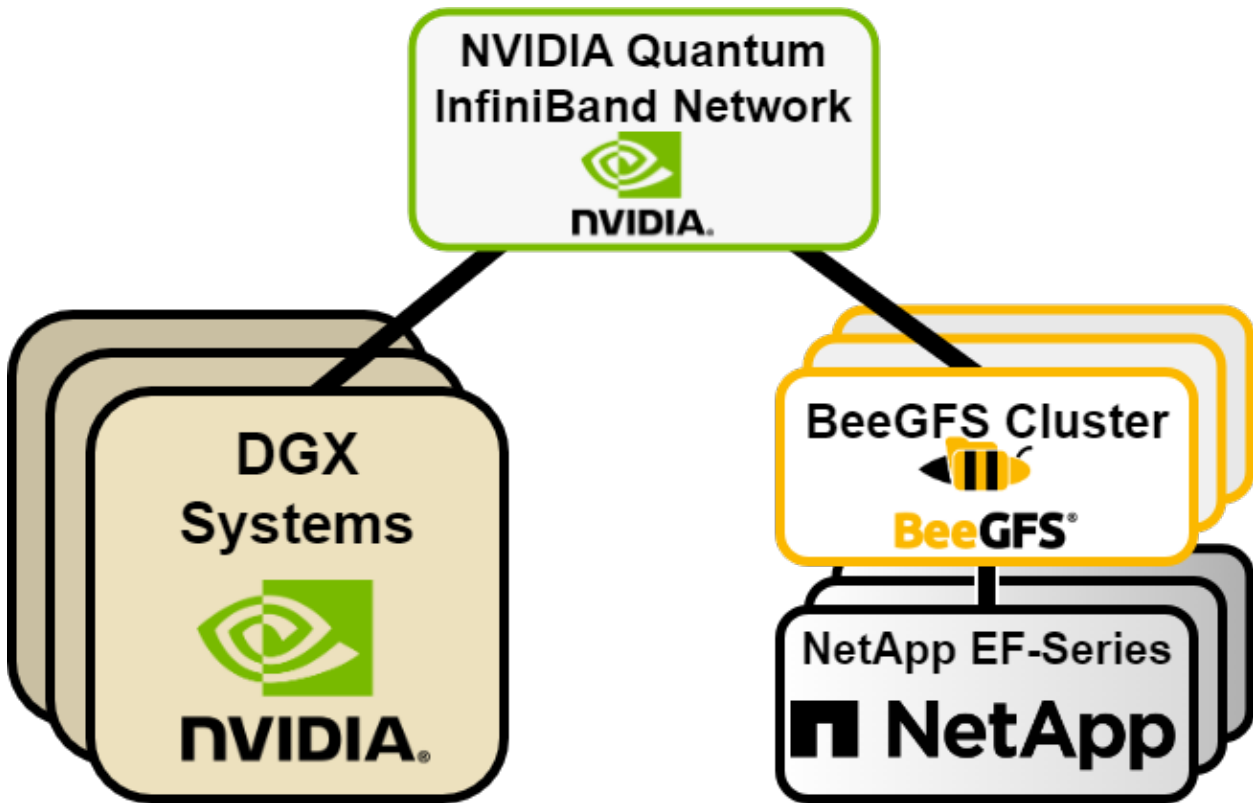 NVIDIA Quantum
InfiniBand Network
NVIDIA.
DGX
Systems
NVIDIA®
BeeGFS Cluster
BeeGFS®
NetApp EF-Series
NetApp